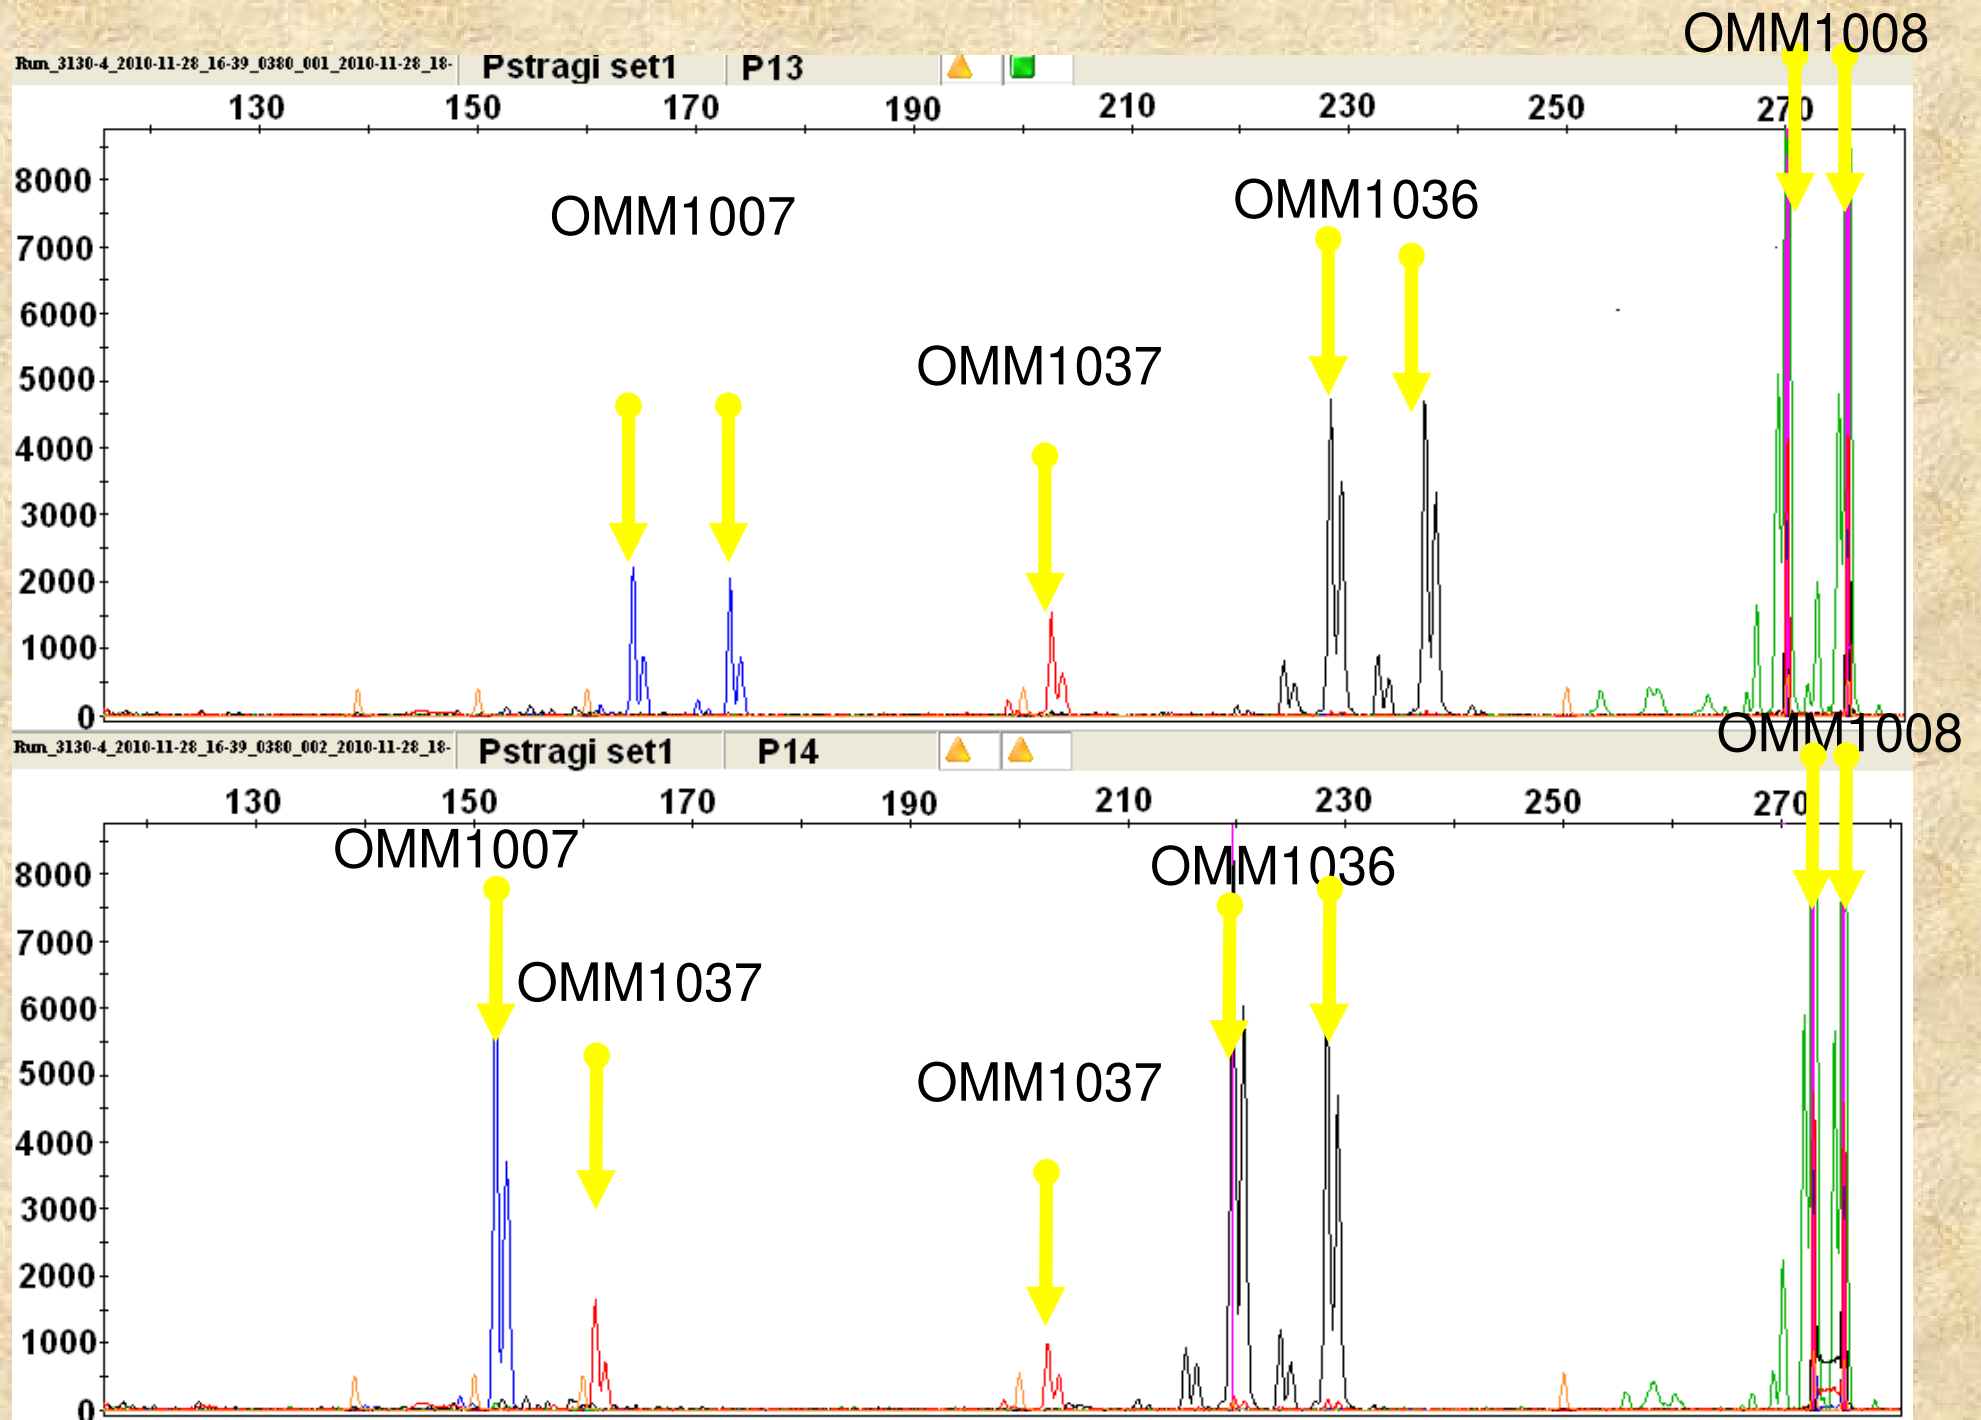 OMM1008
Run_3130-4_2010-11-28_16-39_0380_001_2010-11-28_18- Pstragi set1 P13
130 150 170 190 210 230 250 270
8000
OMM1007 OMM1036
7000
6000
OMM1037
5000
4000
3000
2000
1000
0
OMM1008
Run_3130-4_2010-11-28_16-39_0380_002_2010-11-28_18- Pstragi set1 P14
130 150 170 190 210 230 250 270
OMM1007 OMM1036
8000
7000
OMM1037
6000
5000
OMM1037
4000
3000
2000
1000
0